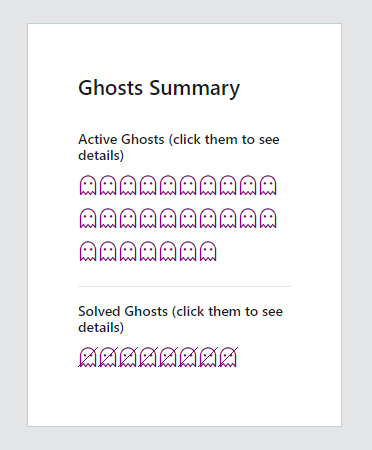 Ghosts Summary
Active Ghosts (click them to see
details)
Solved Ghosts (click them to see
details)